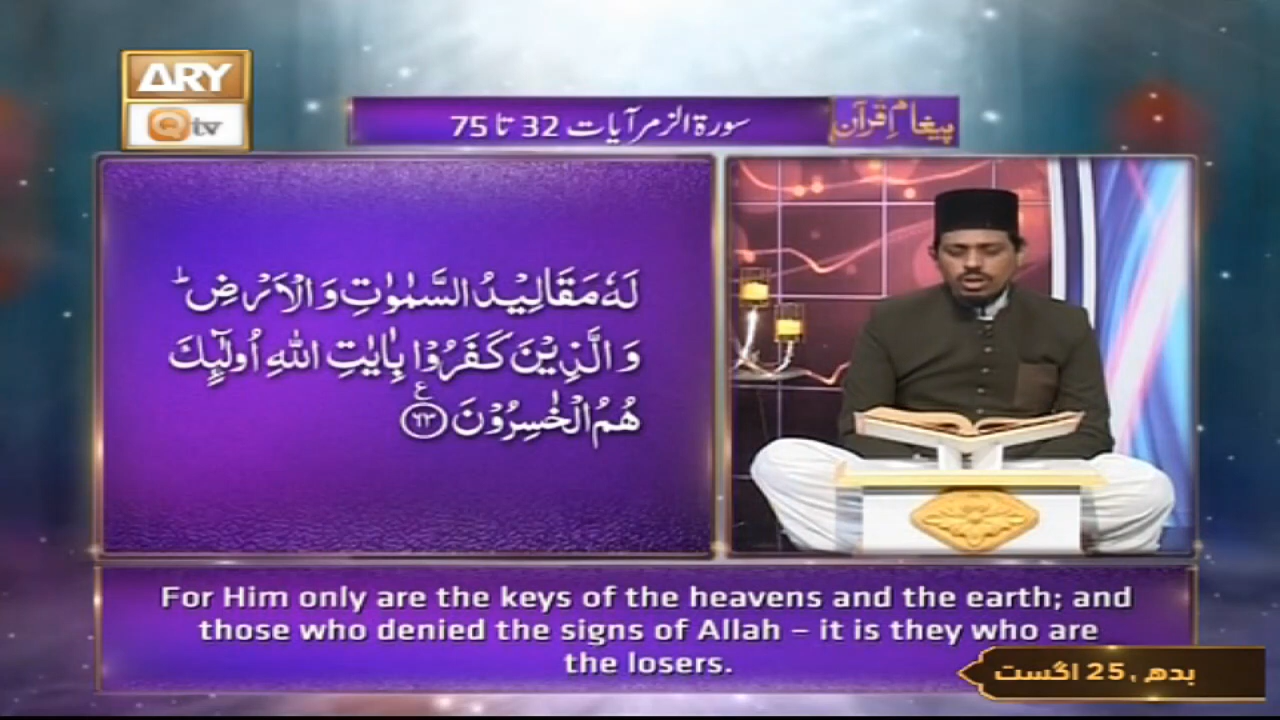 ARY
Qtv
سورۃ الزمر آیات 32 تا 75
پیغامِ قرآن
لَهٗ مَقَالِیْدُ السَّمٰوٰتِ وَالْاَرْضِ ؕ
وَالَّذِیْنَ كَفَرُوْا بِاٰیٰتِ اللّٰهِ اُولٰٓىِٕكَ
هُمُ الْخٰسِرُوْنَ ﴿۶۳﴾ ع
For Him only are the keys of the heavens and the earth; and
those who denied the signs of Allah – it is they who are
the losers.
بدھ، 25 اگست